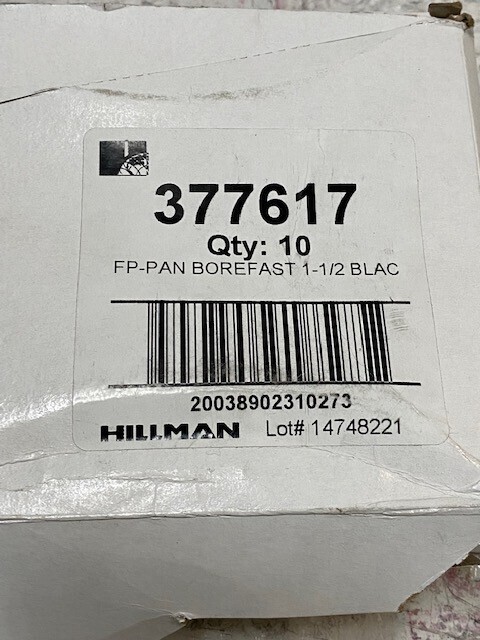 377617
Qty: 10
FP-PAN BOREFAST 1-1/2 BLAC
20038902310273
HILLMAN Lot# 14748221